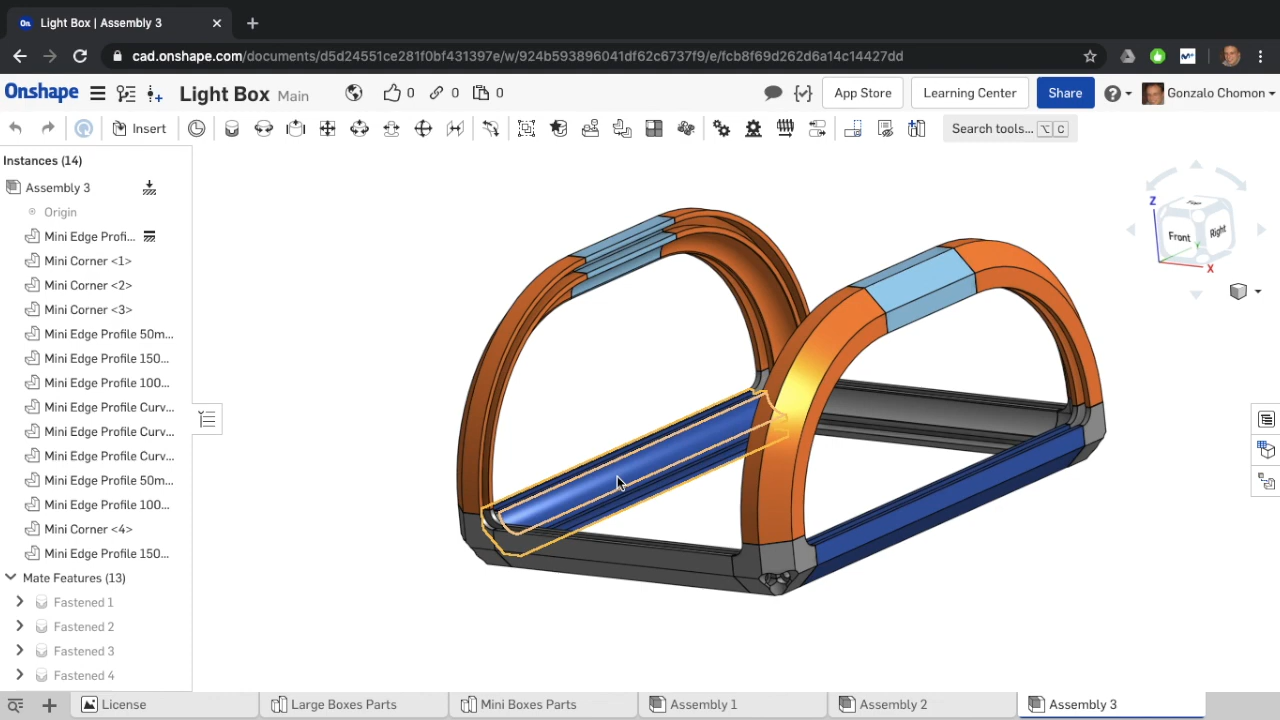 On Light Box | Assembly 3
cad.onshape.com/documents/d5d24551ce281f0bf431397e/w/924b593896041df62c6737f9/e/fcb8f69d262d6a14c14427dd
Onshape Light Box Main 0 0 0 App Store Learning Center Share Gonzalo Chomon
Insert Search tools... ⌥ C
Instances (14)
Assembly 3
Origin
Mini Edge Profi...
Mini Corner <1>
Mini Corner <2>
Mini Corner <3>
Mini Edge Profile 50m...
Mini Edge Profile 150...
Mini Edge Profile 100...
Mini Edge Profile Curv...
Mini Edge Profile Curv...
Mini Edge Profile Curv...
Mini Edge Profile 50m...
Mini Edge Profile 100...
Mini Corner <4>
Mini Edge Profile 150...
Mate Features (13)
Fastened 1
Fastened 2
Fastened 3
Fastened 4
Z
Front Right
X
License Large Boxes Parts Mini Boxes Parts Assembly 1 Assembly 2 Assembly 3